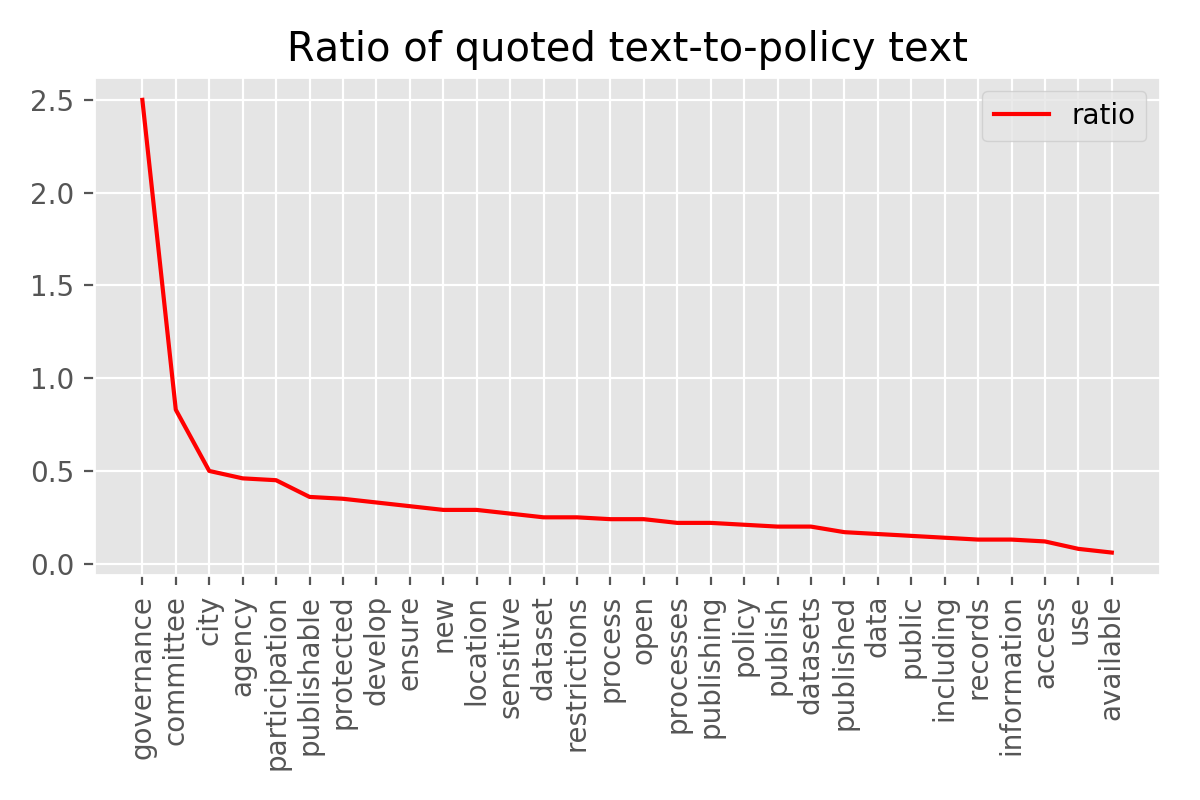 Ratio of quoted text-to-policy text
ratio
2.5
2.0
1.5
1.0
0.5
0.0
governance
committee
city
agency
participation
publishable
protected
develop
ensure
new
location
sensitive
dataset
restrictions
process
open
processes
publishing
policy
publish
datasets
published
data
public
including
records
information
access
use
available